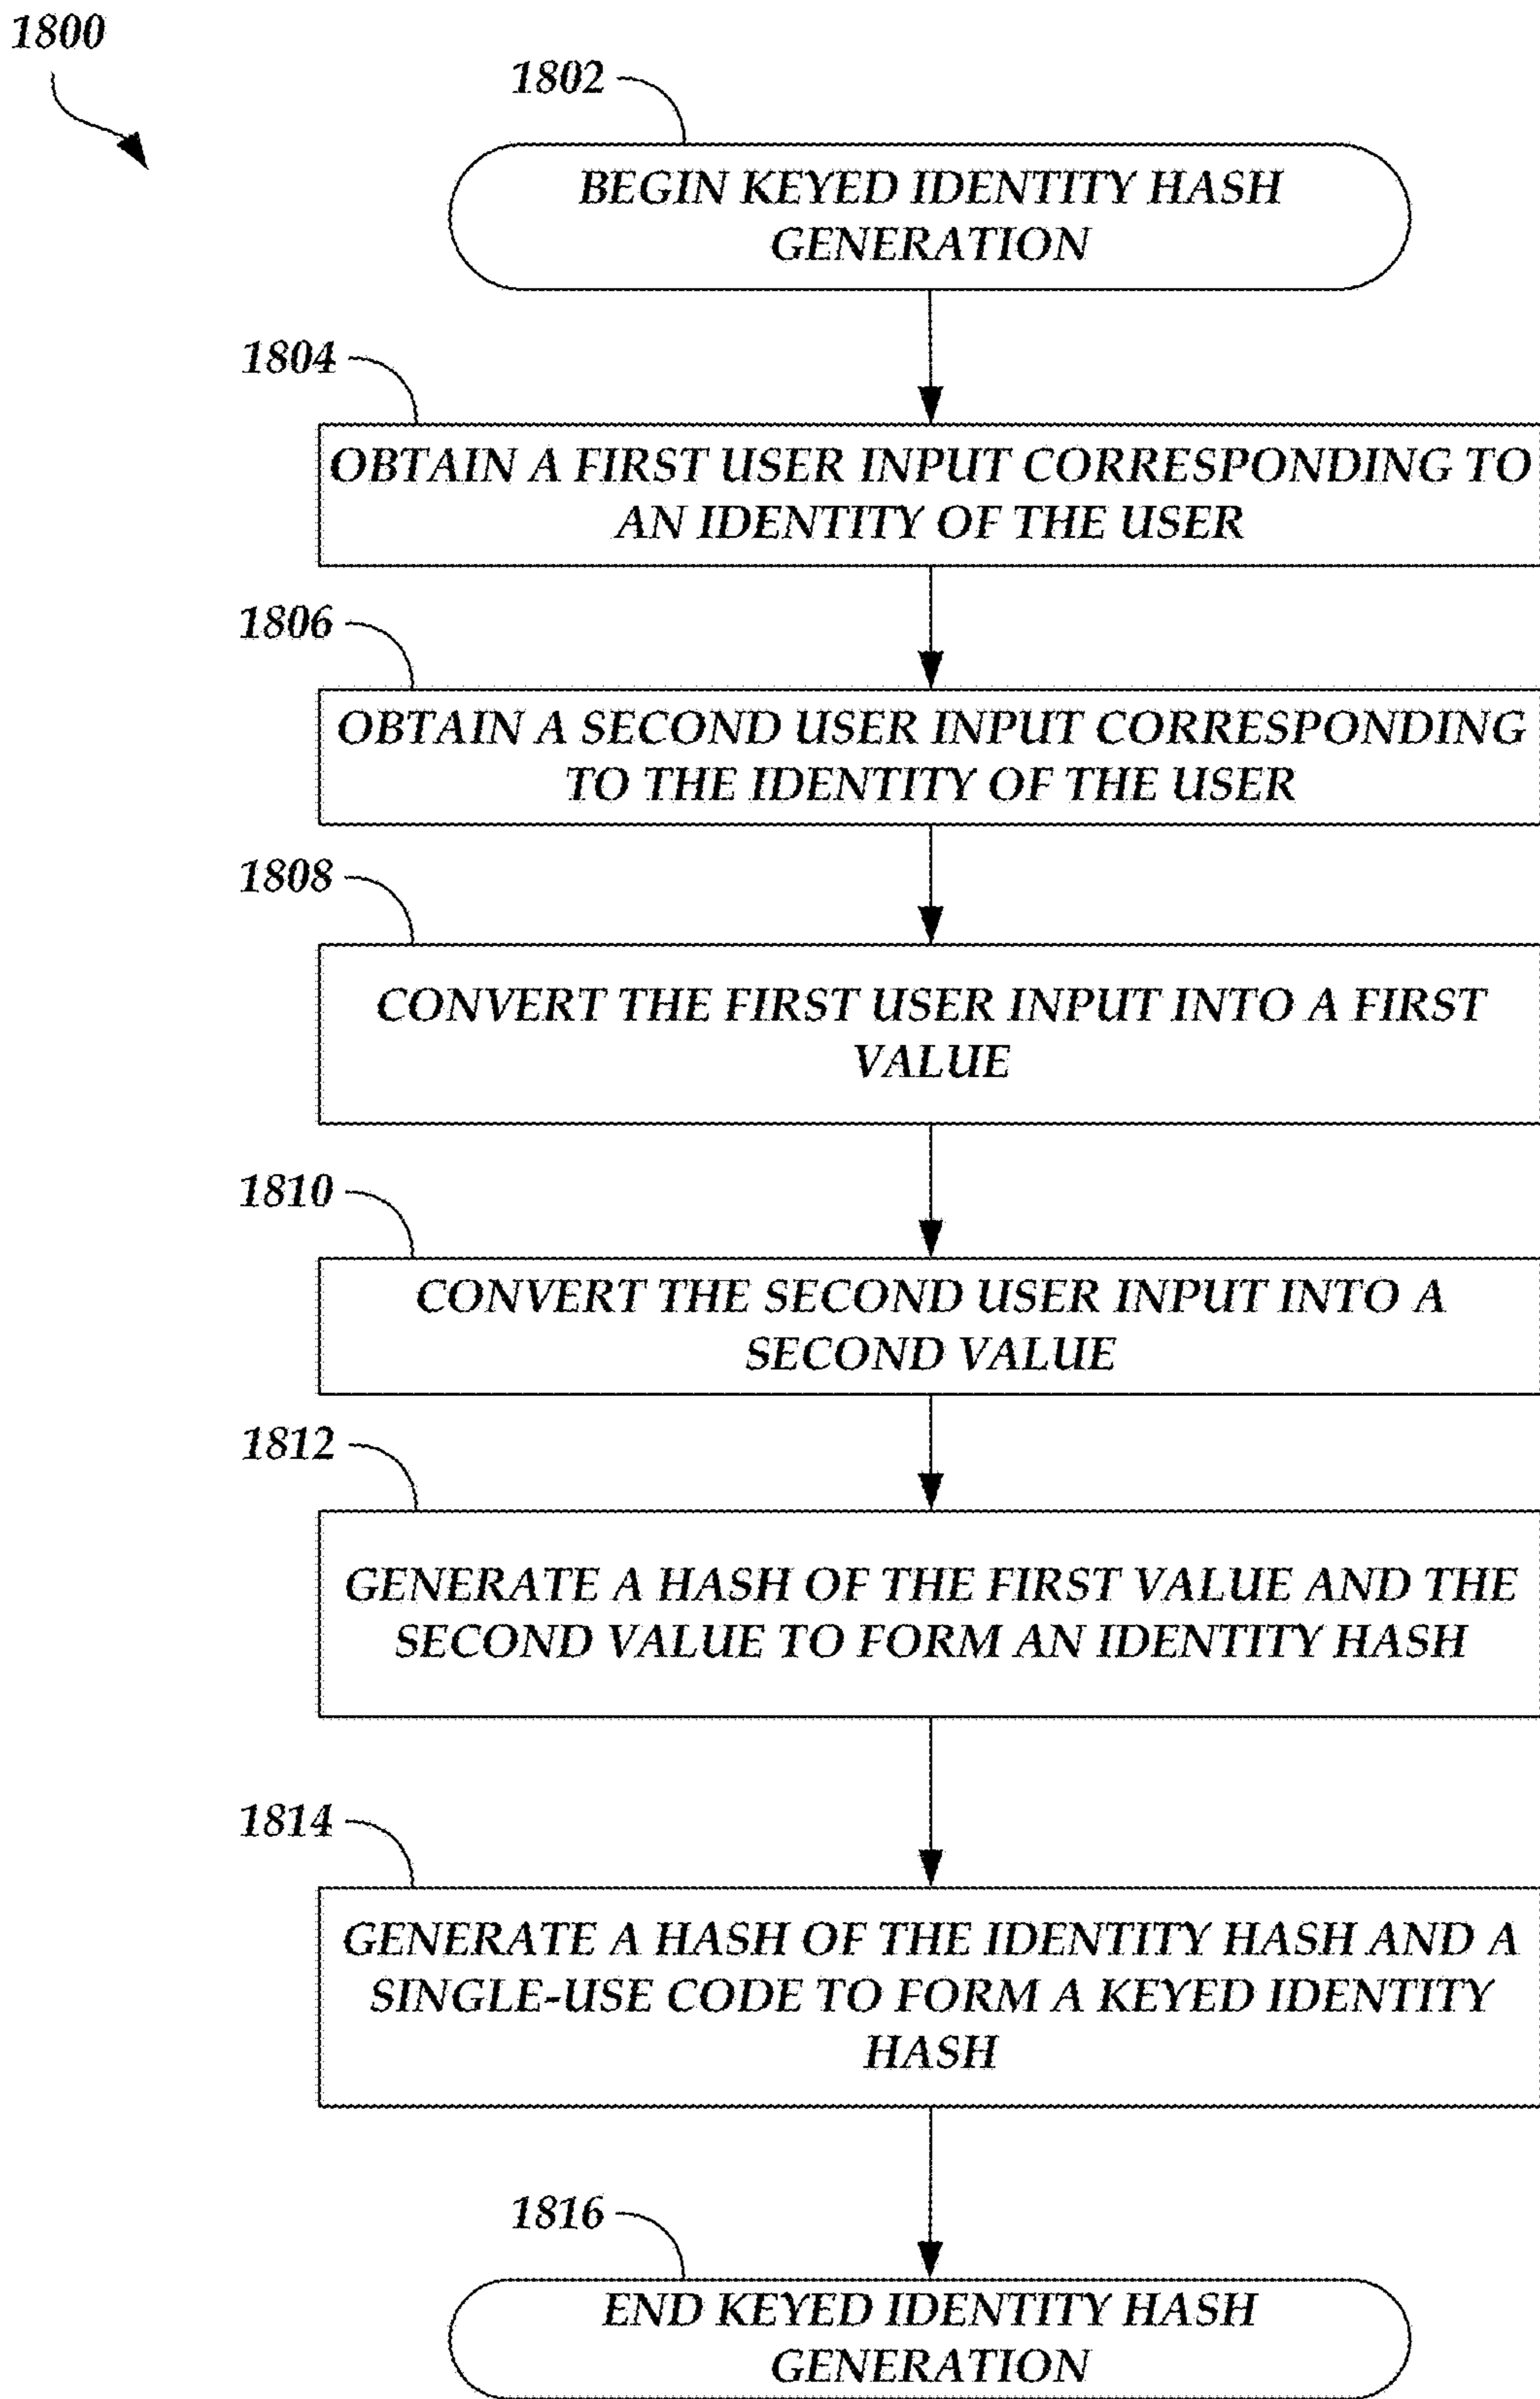 1800
1802
BEGIN KEYED IDENTITY HASH
GENERATION
1804
OBTAIN A FIRST USER INPUT CORRESPONDING TO
AN IDENTITY OF THE USER
1806
OBTAIN A SECOND USER INPUT CORRESPONDING
TO THE IDENTITY OF THE USER
1808
CONVERT THE FIRST USER INPUT INTO A FIRST
VALUE
1810
CONVERT THE SECOND USER INPUT INTO A
SECOND VALUE
1812
GENERATE A HASH OF THE FIRST VALUE AND THE
SECOND VALUE TO FORM AN IDENTITY HASH
1814
GENERATE A HASH OF THE IDENTITY HASH AND A
SINGLE-USE CODE TO FORM A KEYED IDENTITY
HASH
1816
END KEYED IDENTITY HASH
GENERATION